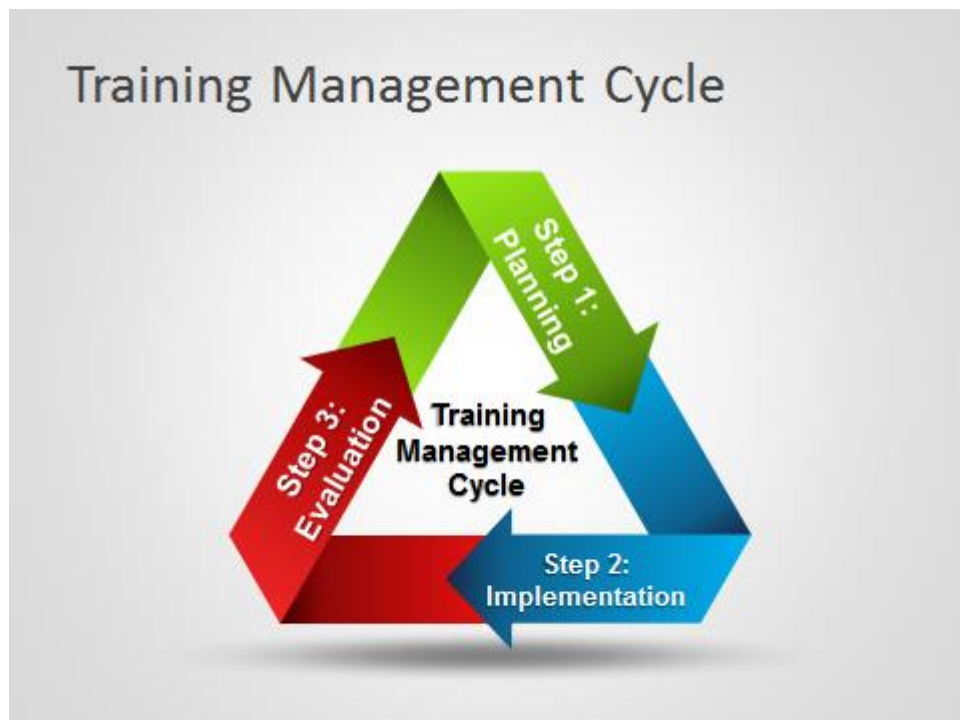 Training Management Cycle
Step 1:
Planning
Training
Management
Cycle
Step 3:
Evaluation
Step 2:
Implementation